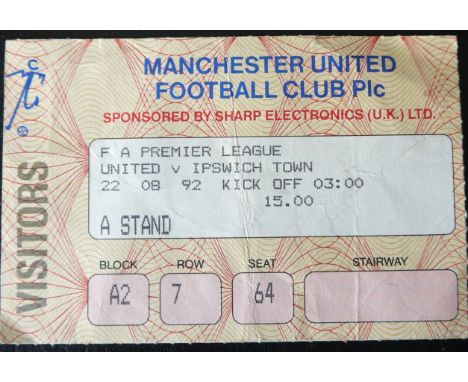 MANCHESTER UNITED
FOOTBALL CLUB Plc
SPONSORED BY SHARP ELECTRONICS (U.K.) LTD.
VISITORS
F A PREMIER LEAGUE
UNITED v IPSWICH TOWN
22 08 92 KICK OFF 03:00
15.00
A STAND
BLOCK ROW SEAT STAIRWAY
A2 7 64